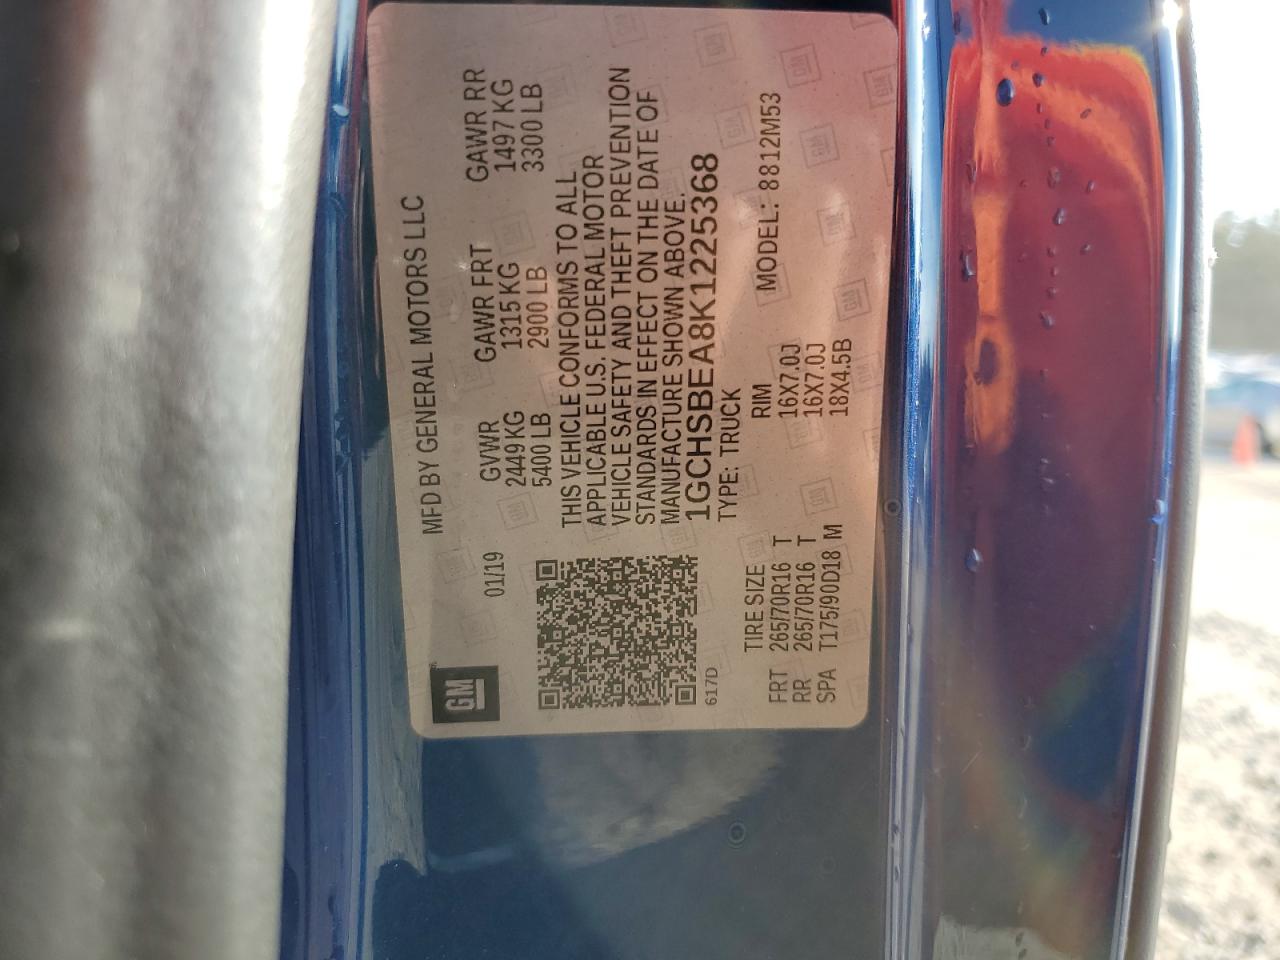 GM
MFD BY GENERAL MOTORS LLC
01/19
GVWR GAWR FRT GAWR RR
2449 KG 1315 KG 1497 KG
5400 LB 2900 LB 3300 LB
THIS VEHICLE CONFORMS TO ALL
APPLICABLE U.S. FEDERAL MOTOR
VEHICLE SAFETY AND THEFT PREVENTION
STANDARDS IN EFFECT ON THE DATE OF
MANUFACTURE SHOWN ABOVE.
1GCHSBEA8K1225368
617D
TYPE: TRUCK MODEL: 8812M53
TIRE SIZE RIM
FRT 265/70R16 T 16X7.0J
RR 265/70R16 T 16X7.0J
SPA T175/90D18 M 18X4.5B